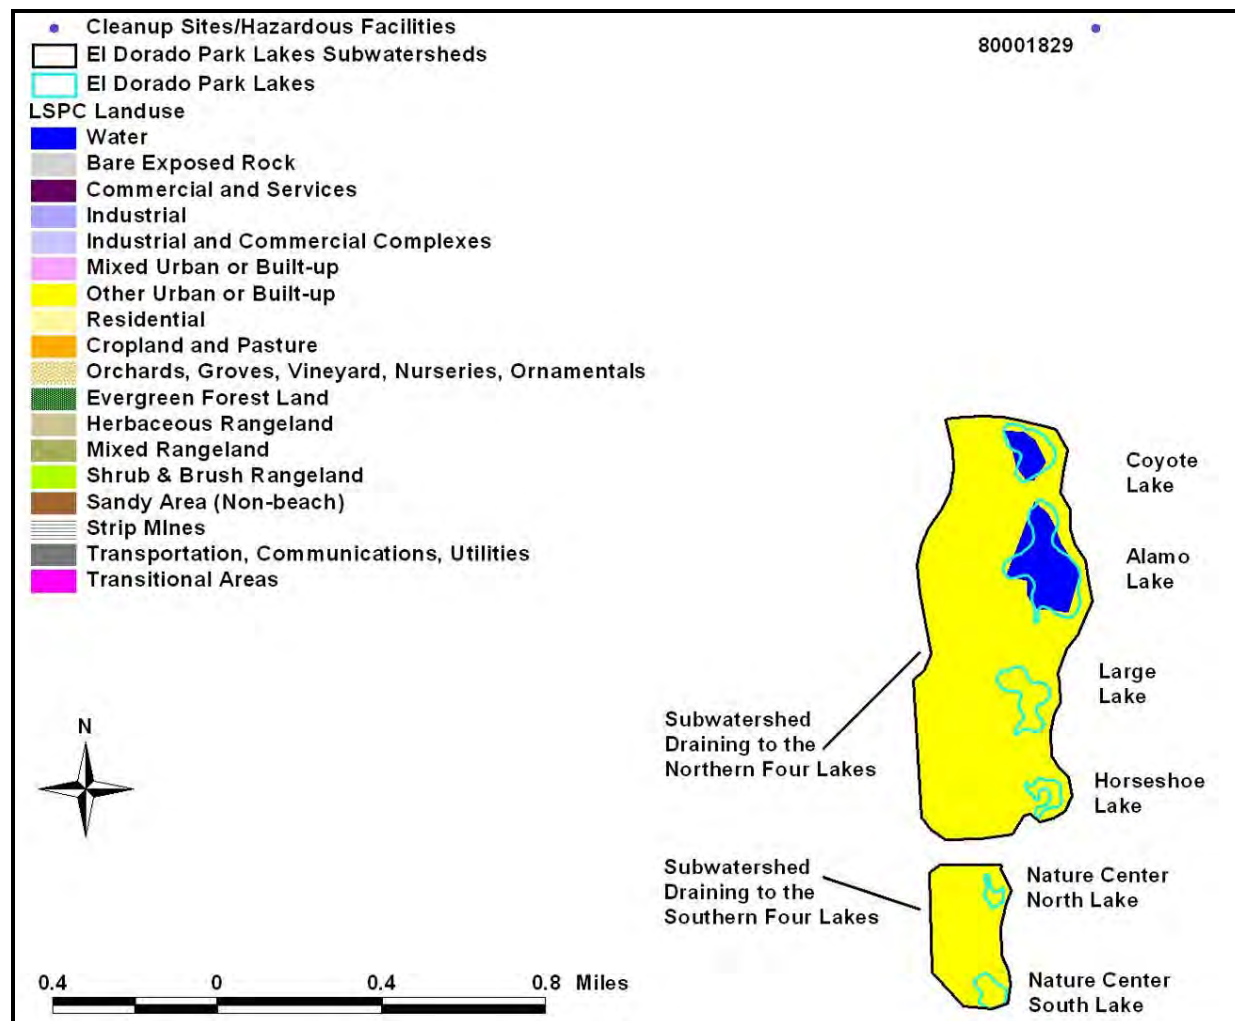 Cleanup Sites/Hazardous Facilities
El Dorado Park Lakes Subwatersheds
El Dorado Park Lakes
LSPC Landuse
Water
Bare Exposed Rock
Commercial and Services
Industrial
Industrial and Commercial Complexes
Mixed Urban or Built-up
Other Urban or Built-up
Residential
Cropland and Pasture
Orchards, Groves, Vineyard, Nurseries, Ornamentals
Evergreen Forest Land
Herbaceous Rangeland
Mixed Rangeland
Shrub & Brush Rangeland
Sandy Area (Non-beach)
Strip MInes
Transportation, Communications, Utilities
Transitional Areas
80001829
Coyote
Lake
Alamo
Lake
Large
Lake
Subwatershed
Draining to the
Northern Four Lakes
Horseshoe
Lake
Subwatershed
Draining to the
Southern Four Lakes
Nature Center
North Lake
Nature Center
South Lake
N
0.4 0 0.4 0.8 Miles